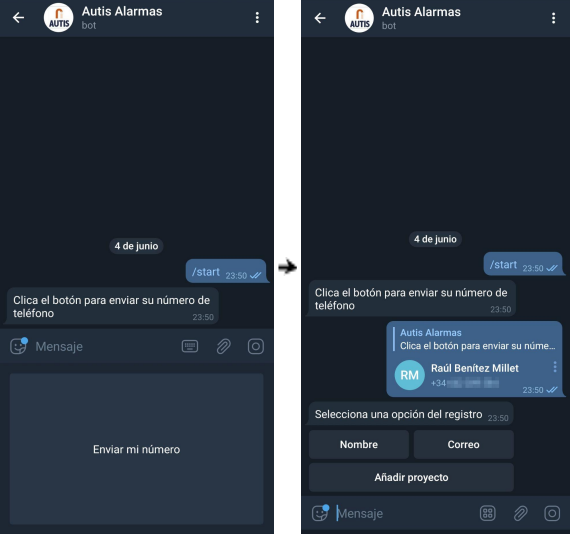 Autis Alarmas
bot
AUTIS
4 de junio
/start 23:50
Clica el botón para enviar su número de
teléfono
23:50
Mensaje
Enviar mi número
Autis Alarmas
bot
AUTIS
4 de junio
/start 23:50
Clica el botón para enviar su número de
teléfono
23:50
Autis Alarmas
Clica el botón para enviar su núme...
RM
Raúl Benítez Millet
+34
23:50
Selecciona una opción del registro 23:50
Nombre
Correo
Añadir proyecto
Mensaje